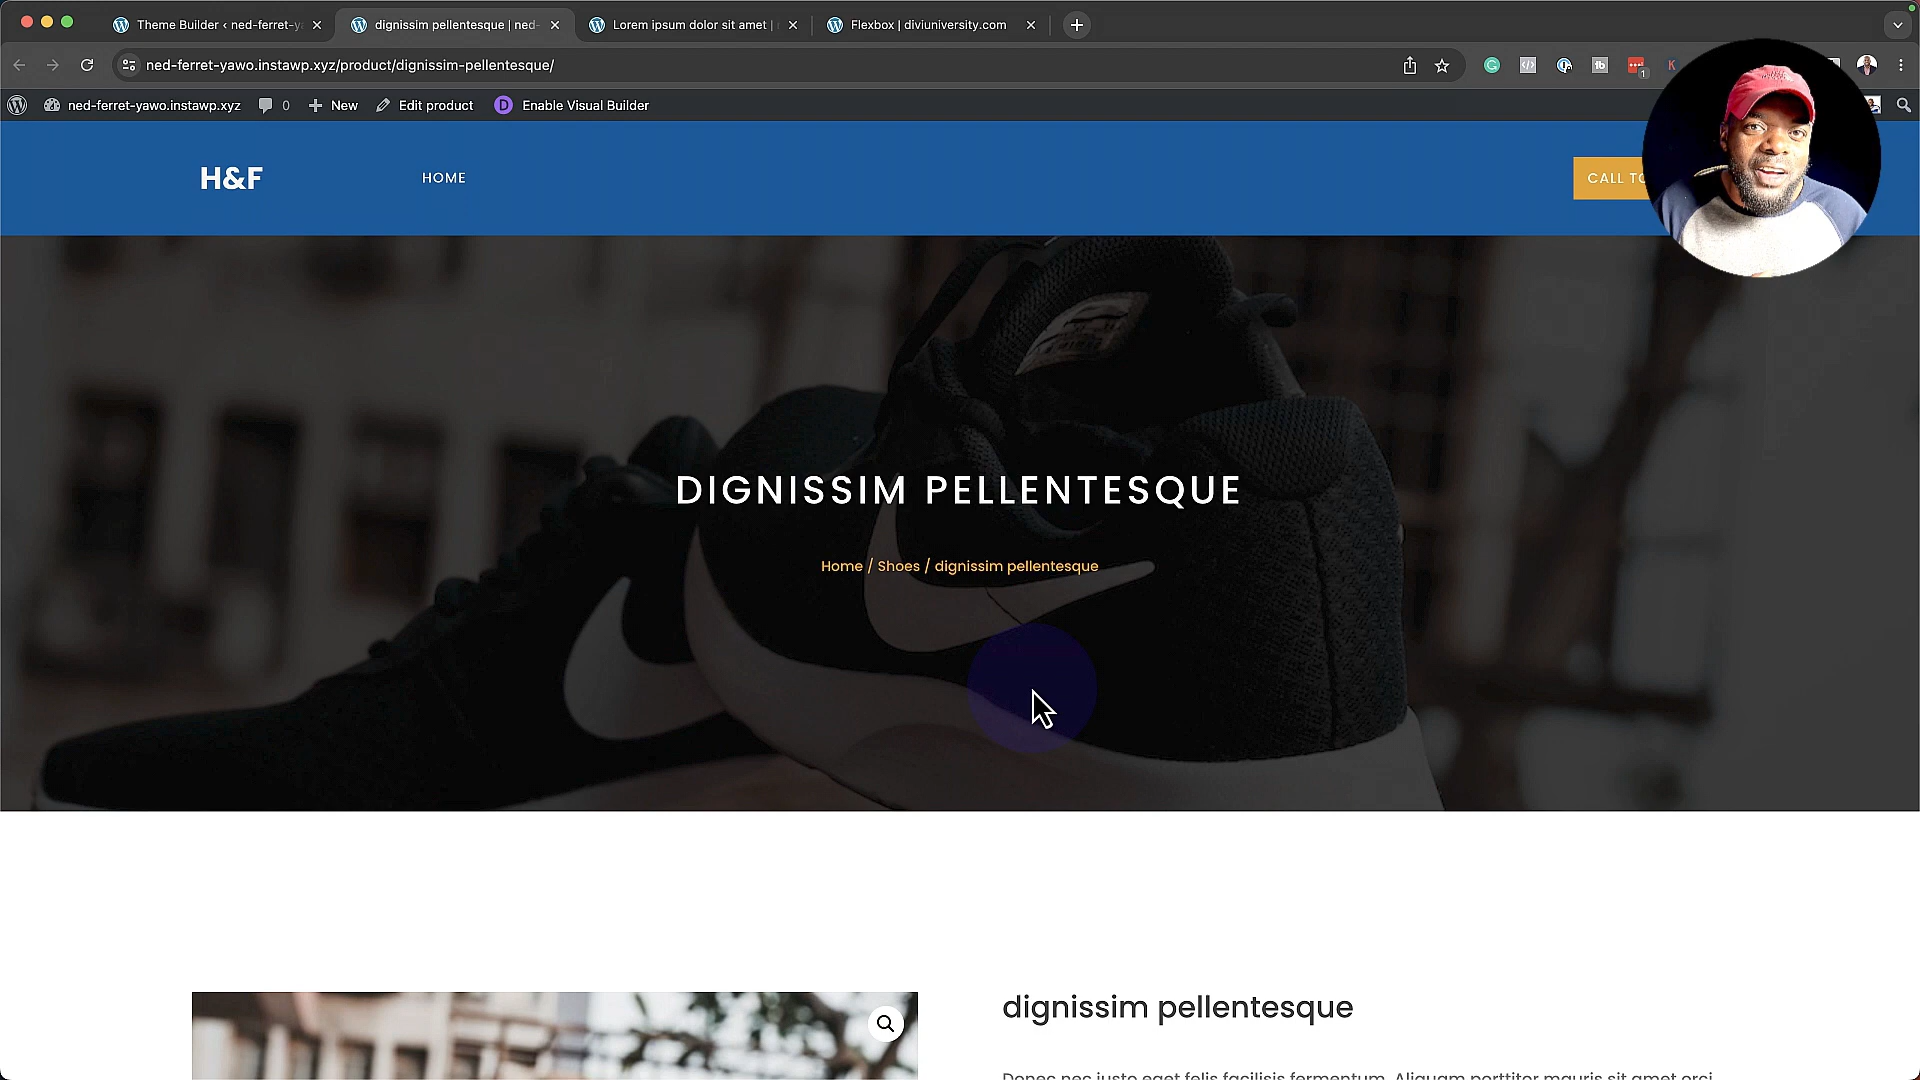 Theme Builder ‹ ned-ferret-y
dignissim pellentesque | ned-
Lorem ipsum dolor sit amet |
Flexbox | diviuniversity.com
ned-ferret-yawo.instawp.xyz/product/dignissim-pellentesque/
ned-ferret-yawo.instawp.xyz 0 New Edit product D Enable Visual Builder
H&F
HOME
CALL TO
DIGNISSIM PELLENTESQUE
Home / Shoes / dignissim pellentesque
dignissim pellentesque
Donec nec justo eget felis facilisis fermentum. Aliquam porttitor mauris sit amet orci